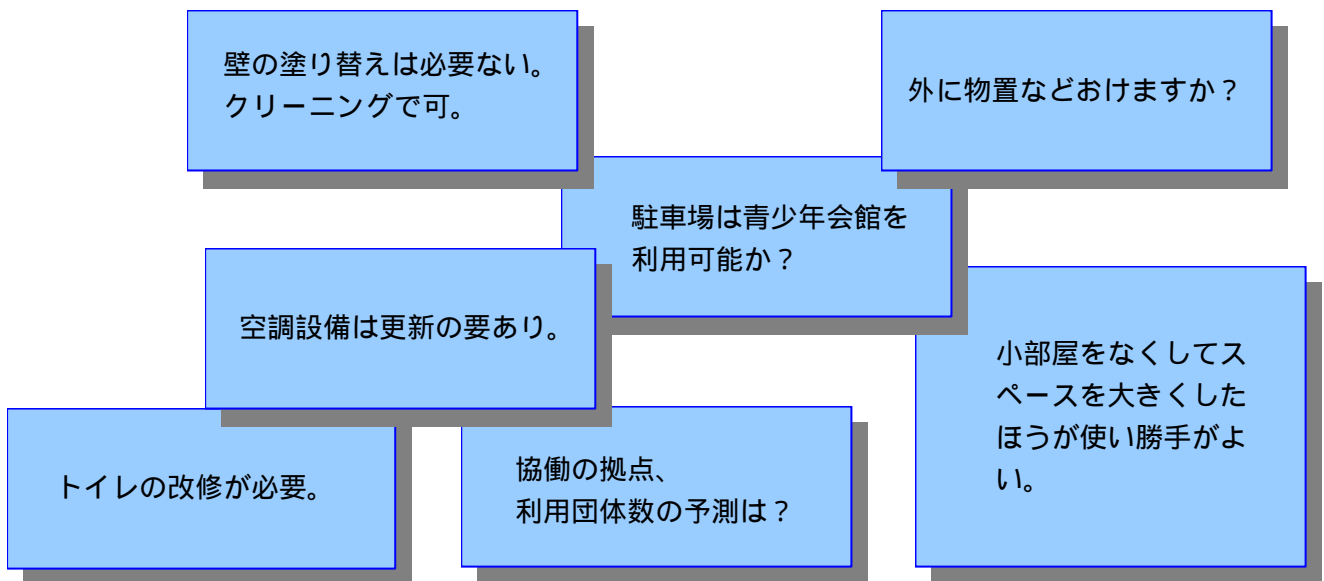 壁の塗り替えは必要ない。
クリーニングで可。
外に物置などおけますか？
駐車場は青少年会館を
利用可能か？
空調設備は更新の要あり。
小部屋をなくしてス
ペースを大きくした
ほうが使い勝手がよ
い。
トイレの改修が必要。
協働の拠点、
利用団体数の予測は？